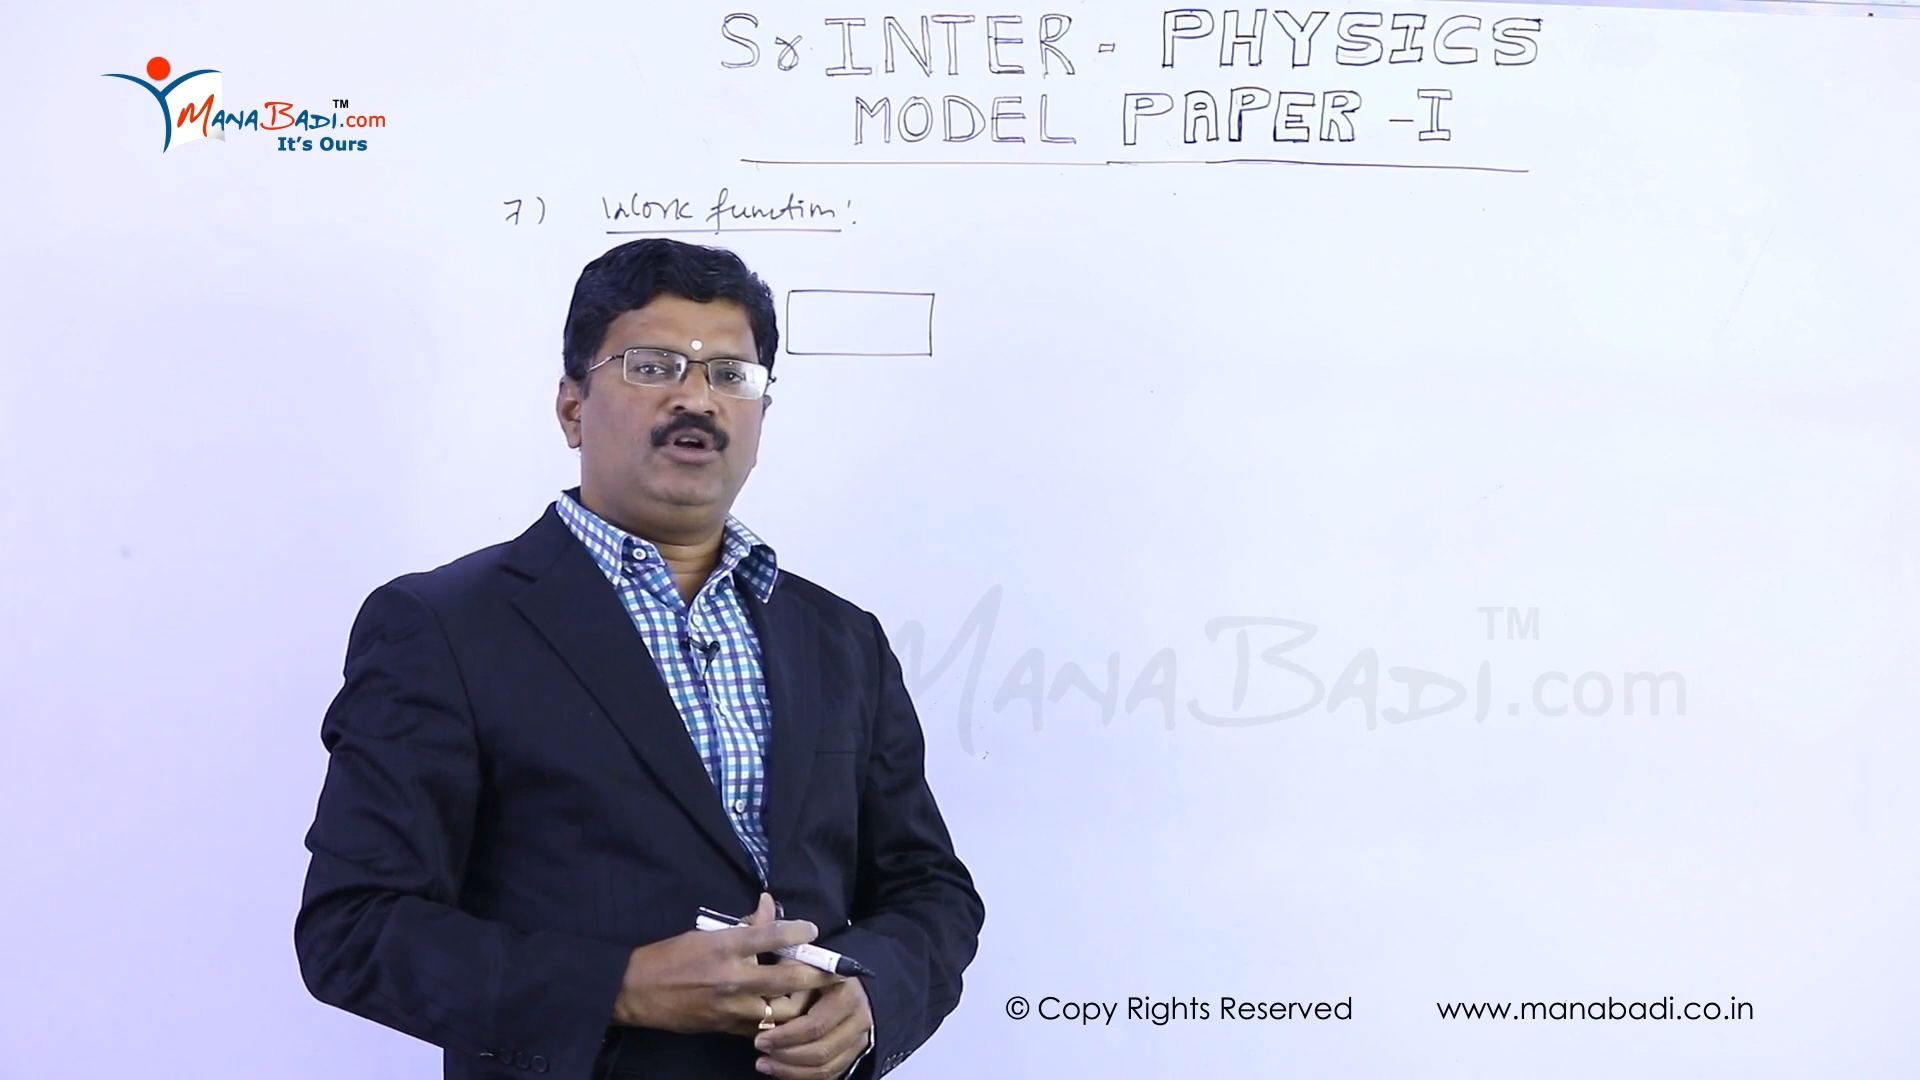 Sr INTER - PHYSICS
MODEL PAPER - I
MANABADI.com
TM
It's Ours
7) Work function:
MANABADI.com
TM
© Copy Rights Reserved www.manabadi.co.in